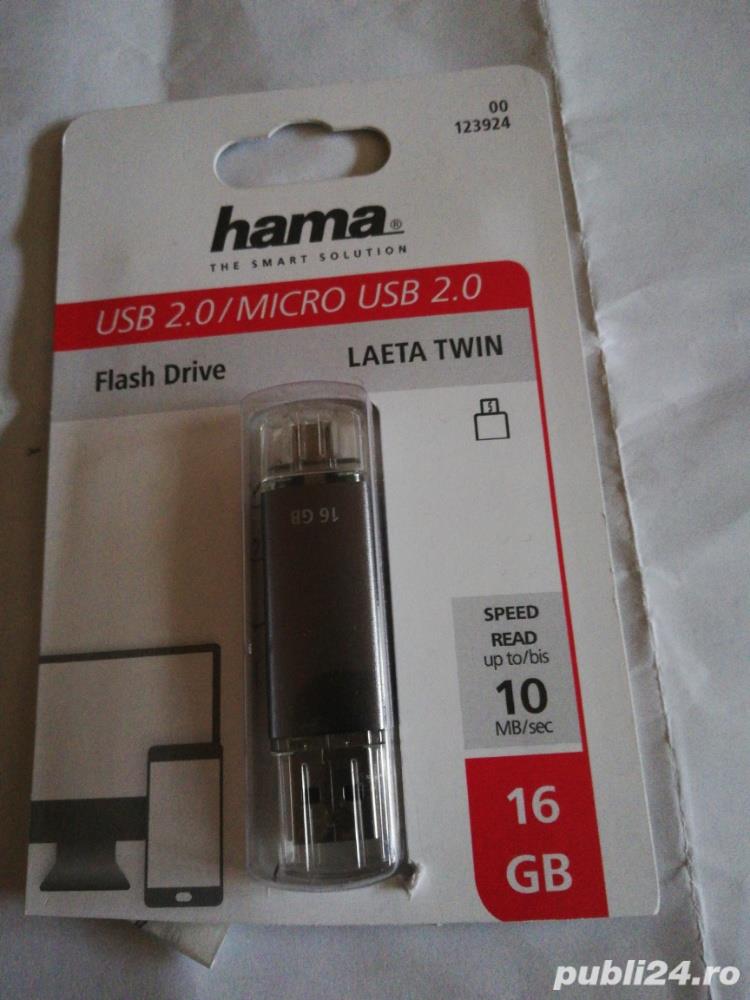 00
123924
hama®
THE SMART SOLUTION
USB 2.0/MICRO USB 2.0
Flash Drive
LAETA TWIN
16 GB
SPEED
READ
up to/bis
10
MB/sec
16
GB
publi24.ro